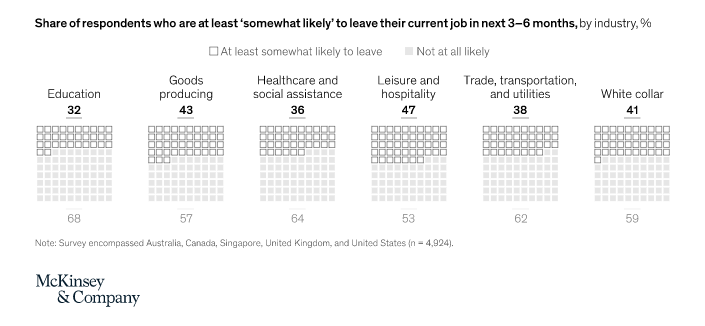 Share of respondents who are at least ‘somewhat likely’ to leave their current job in next 3–6 months, by industry, %
At least somewhat likely to leave
Not at all likely
Education
32
68
Goods
producing
43
57
Healthcare and
social assistance
36
64
Leisure and
hospitality
47
53
Trade, transportation,
and utilities
38
62
White collar
41
59
Note: Survey encompassed Australia, Canada, Singapore, United Kingdom, and United States (n = 4,924).
McKinsey
& Company